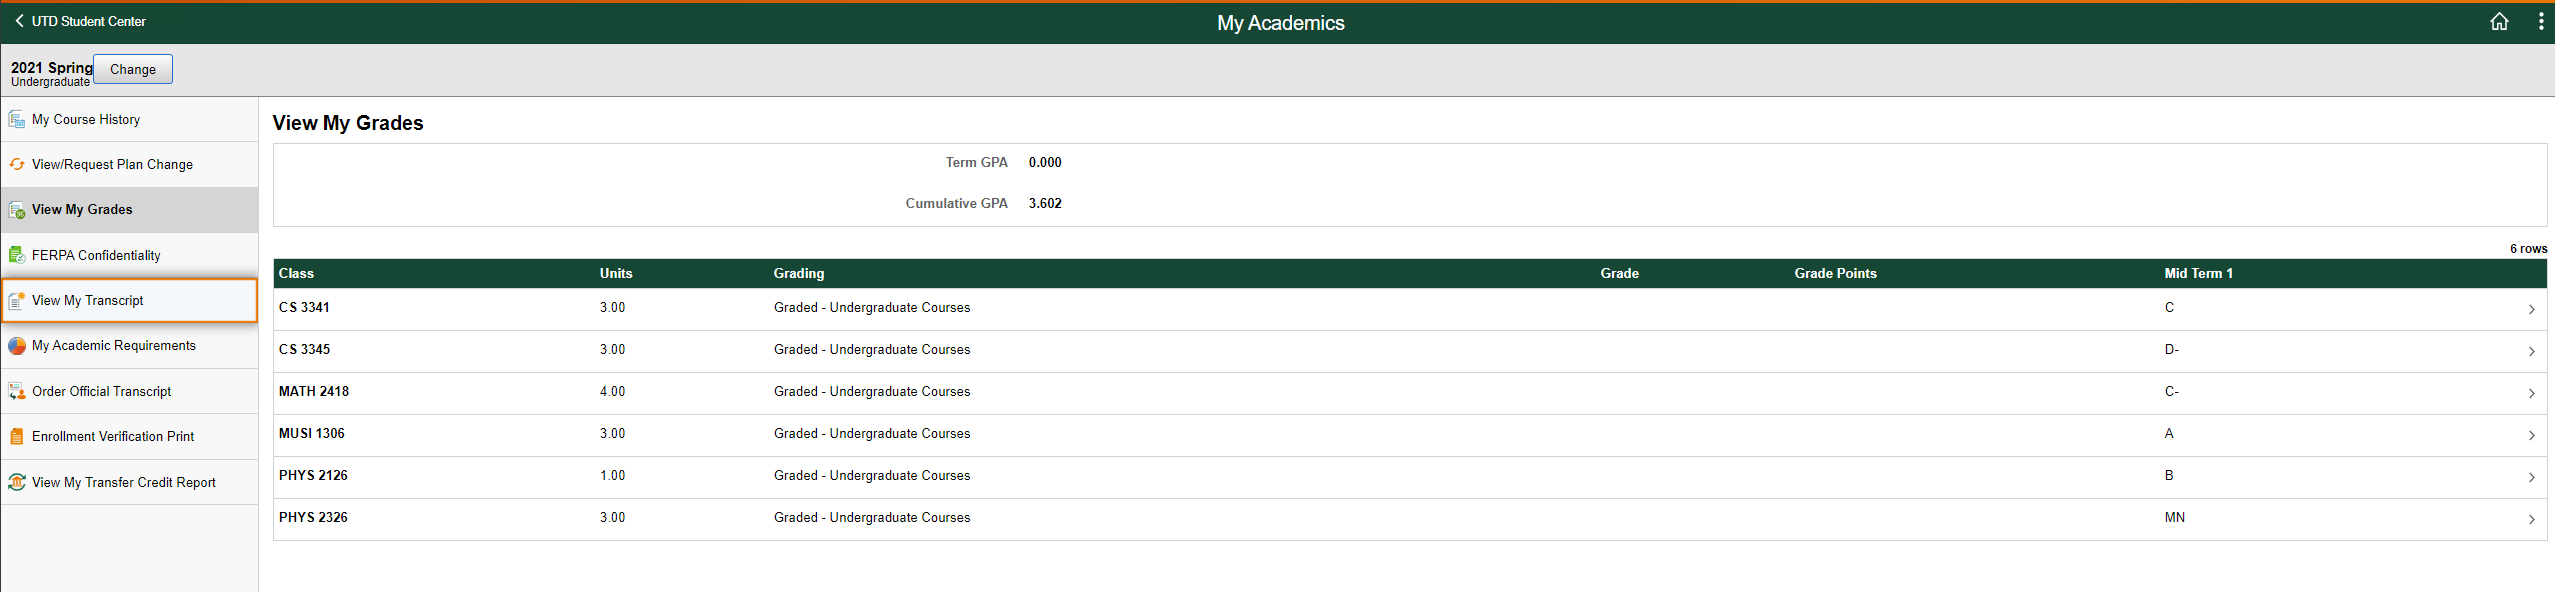 UTD Student Center
My Academics
2021 Spring
Undergraduate
Change
My Course History
View/Request Plan Change
View My Grades
FERPA Confidentiality
View My Transcript
My Academic Requirements
Order Official Transcript
Enrollment Verification Print
View My Transfer Credit Report
View My Grades
Term GPA 0.000
Cumulative GPA 3.602
6 rows
Class Units Grading Grade Grade Points Mid Term 1
CS 3341 3.00 Graded - Undergraduate Courses C
CS 3345 3.00 Graded - Undergraduate Courses D-
MATH 2418 4.00 Graded - Undergraduate Courses C-
MUSI 1306 3.00 Graded - Undergraduate Courses A
PHYS 2126 1.00 Graded - Undergraduate Courses B
PHYS 2326 3.00 Graded - Undergraduate Courses MN